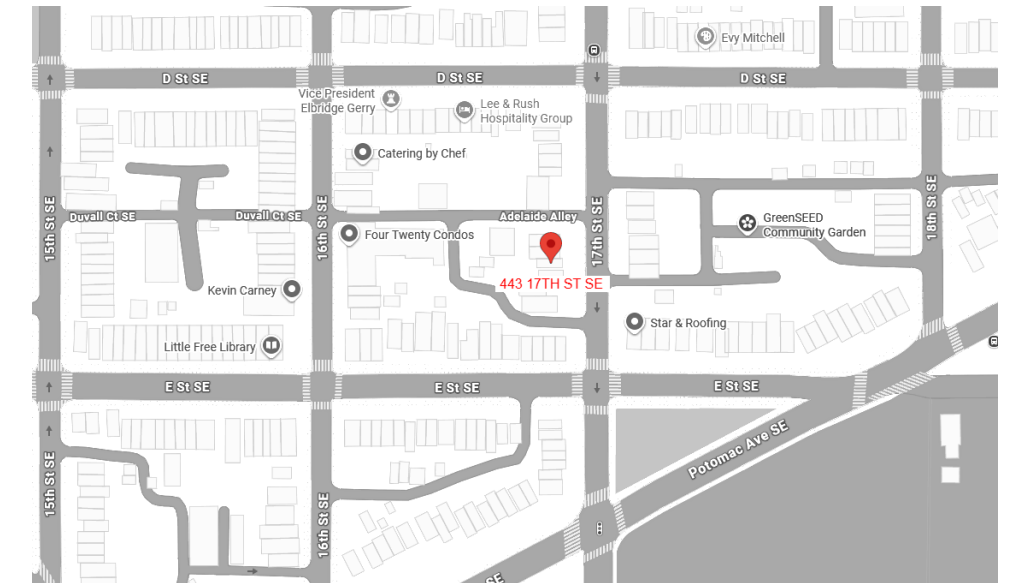 Evy Mitchell
D St SE
D St SE
D St SE
Vice President
Elbridge Gerry
Lee & Rush
Hospitality Group
Catering by Chef
15th St SE
16th St SE
17th St SE
18th St SE
Duvall Ct SE
Duvall Ct SE
Adelaide Alley
GreenSEED
Community Garden
Four Twenty Condos
443 17TH ST SE
Kevin Carney
Star & Roofing
Little Free Library
E St SE
E St SE
E St SE
Potomac Ave SE
15th St SE
16th St SE
SE